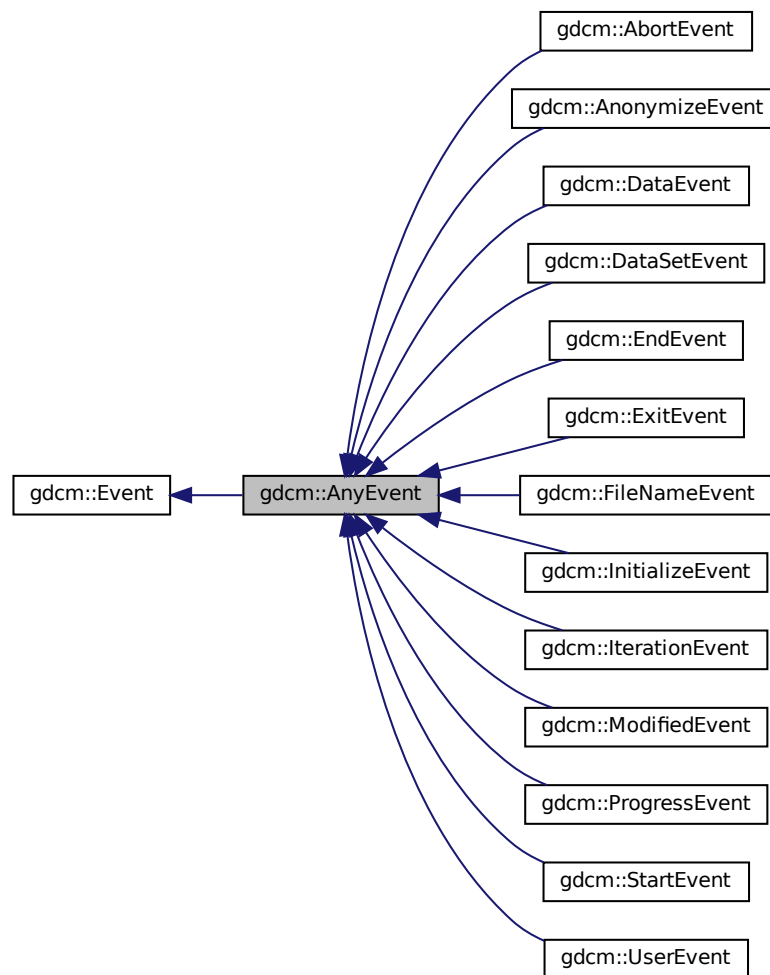 gdcm::AbortEvent
gdcm::AnonymizeEvent
gdcm::DataEvent
gdcm::DataSetEvent
gdcm::EndEvent
gdcm::ExitEvent
gdcm::Event
gdcm::AnyEvent
gdcm::FileNameEvent
gdcm::InitializeEvent
gdcm::IterationEvent
gdcm::ModifiedEvent
gdcm::ProgressEvent
gdcm::StartEvent
gdcm::UserEvent